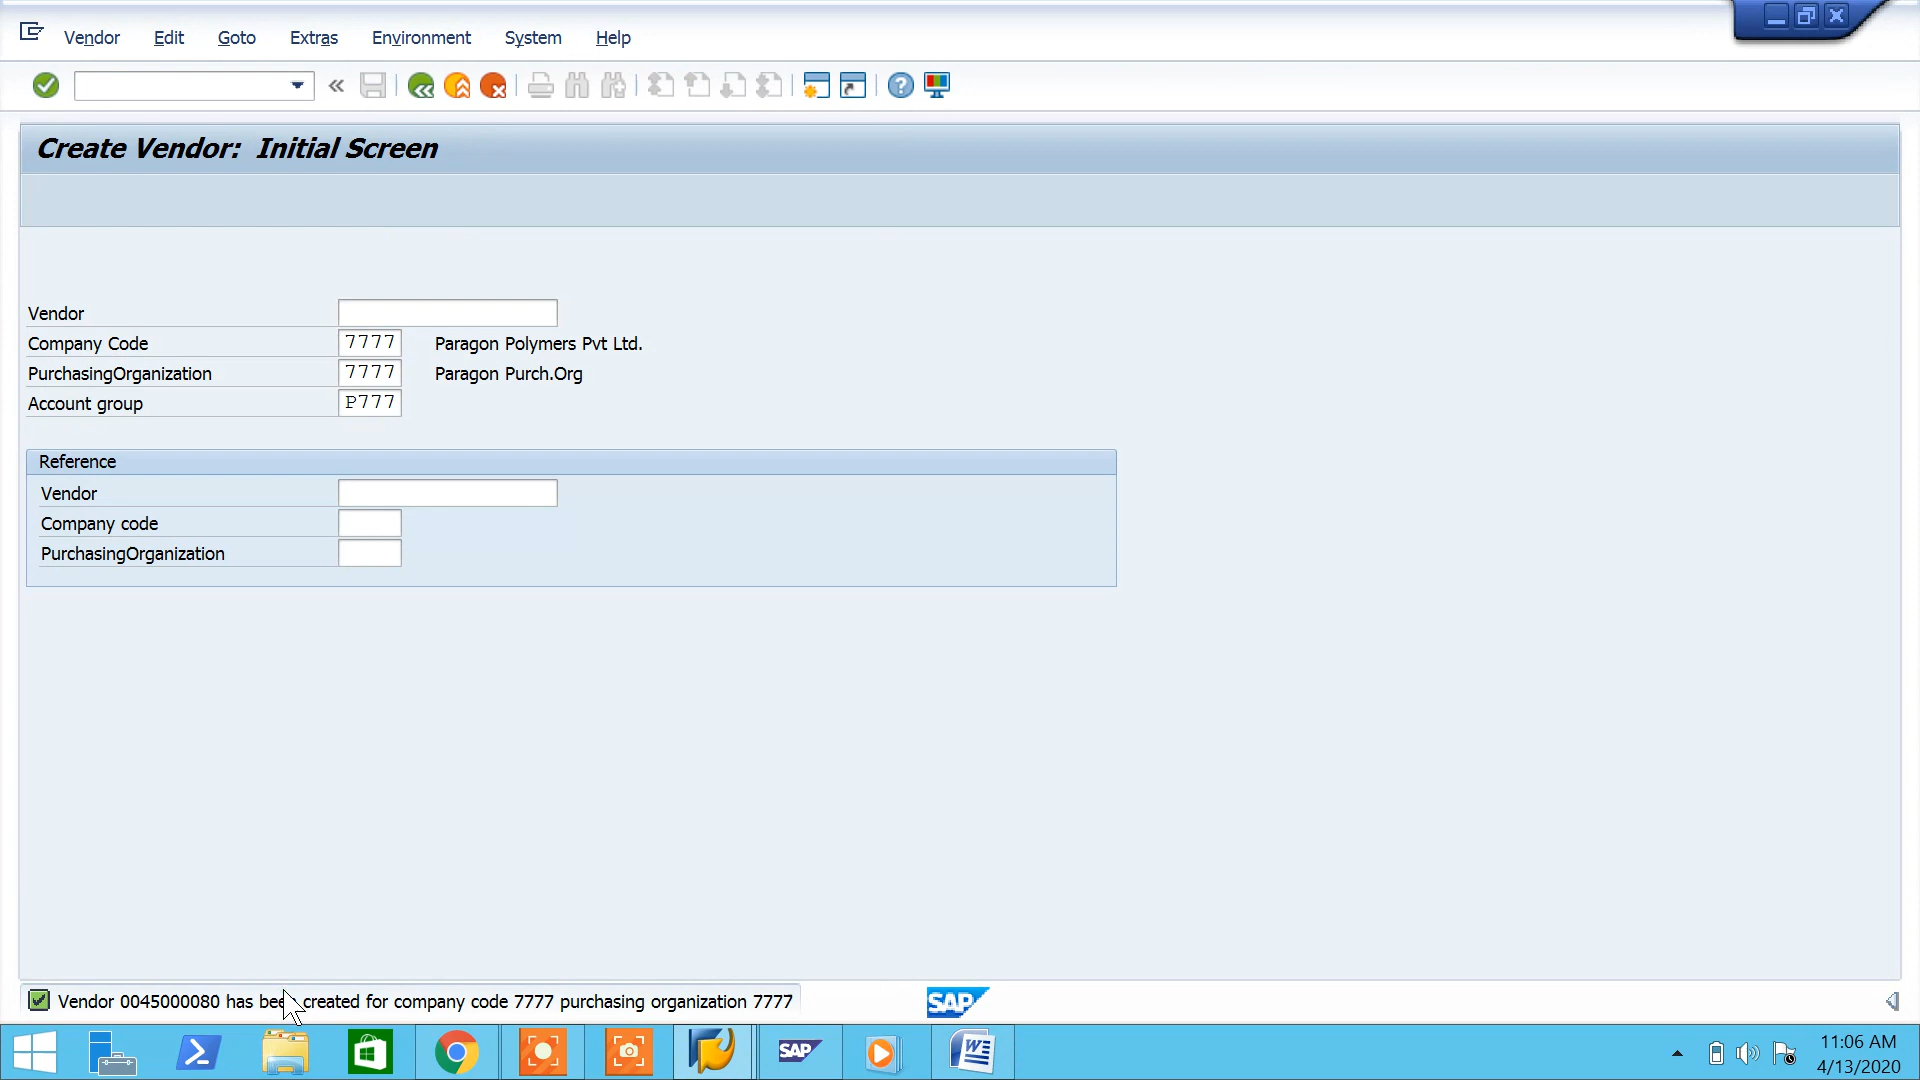 Vendor Edit Goto Extras Environment System Help
Create Vendor: Initial Screen
Vendor
Company Code 7777 Paragon Polymers Pvt Ltd.
PurchasingOrganization 7777 Paragon Purch.Org
Account group P777
Reference
Vendor
Company code
PurchasingOrganization
Vendor 0045000080 has been created for company code 7777 purchasing organization 7777
SAP
SAP
11:06 AM
4/13/2020